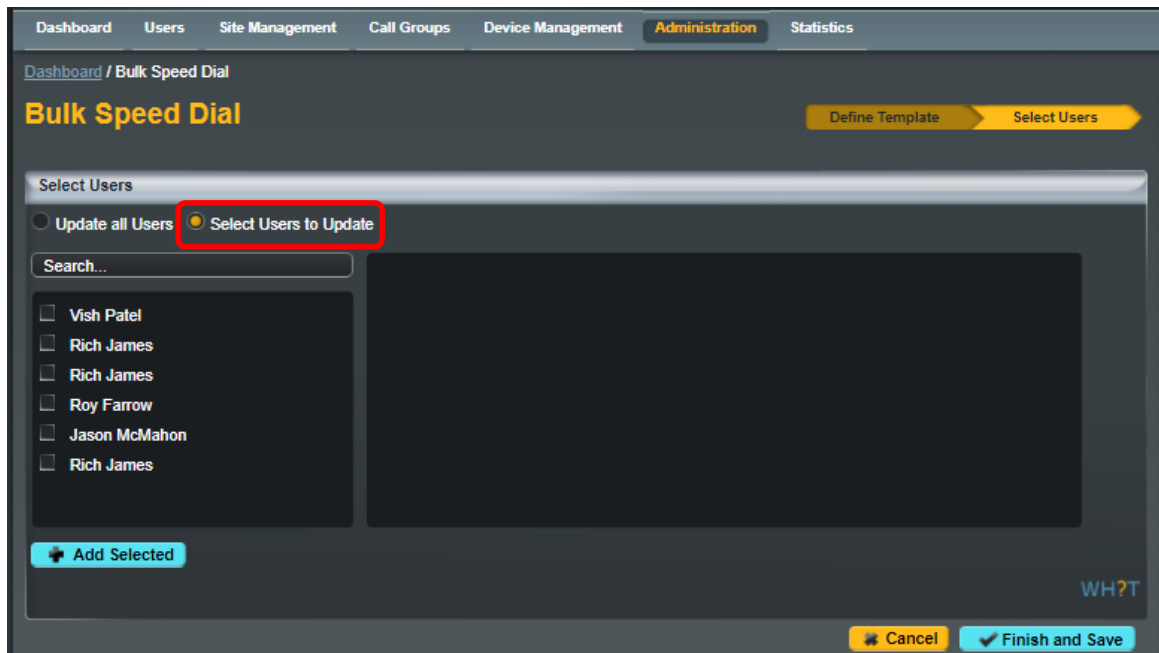 Dashboard Users Site Management Call Groups Device Management Administration Statistics
Dashboard / Bulk Speed Dial
Bulk Speed Dial
Define Template Select Users
Select Users
Update all Users Select Users to Update
Search...
Vish Patel
Rich James
Rich James
Roy Farrow
Jason McMahon
Rich James
Add Selected
WH?T
Cancel Finish and Save